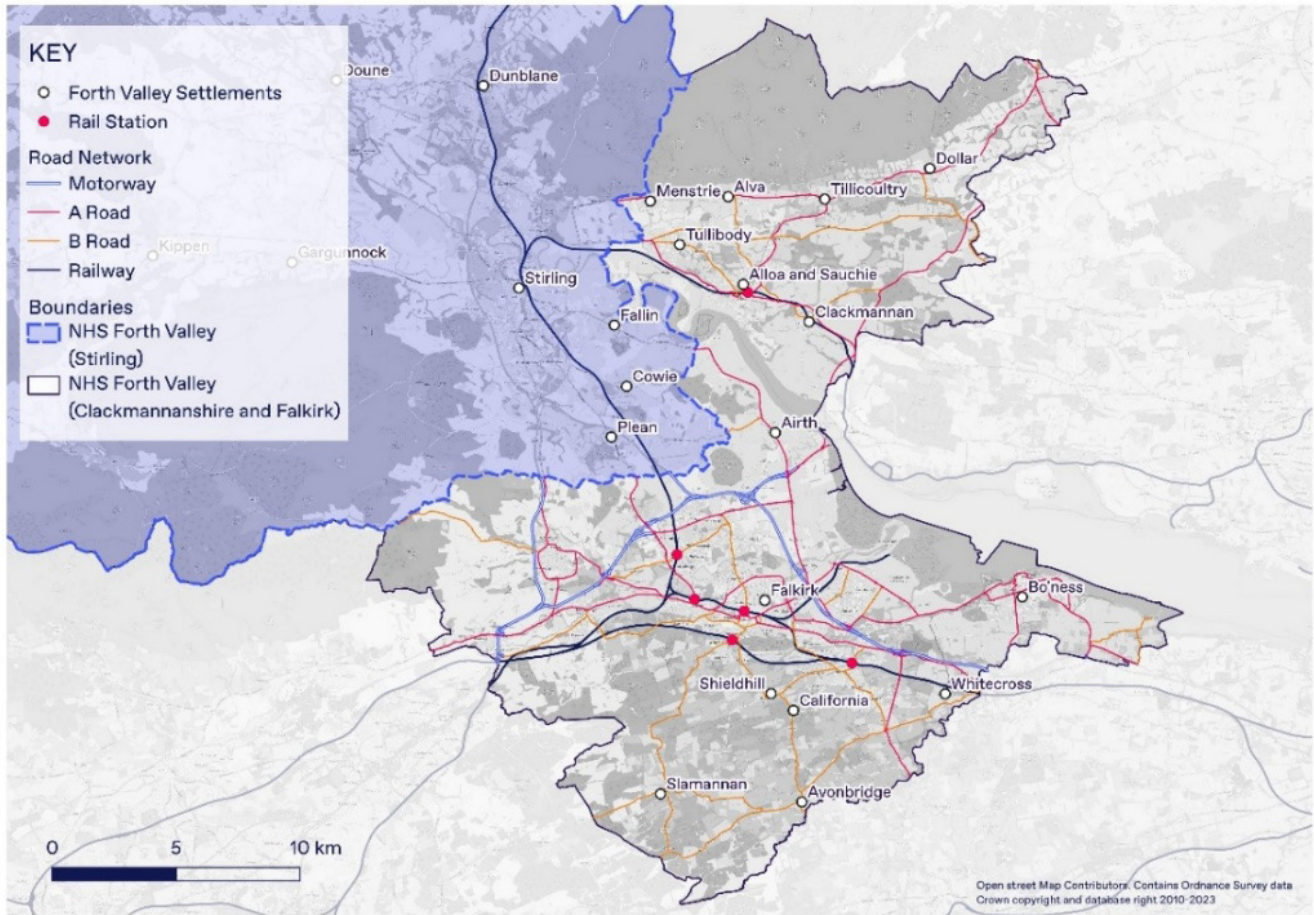 KEY
Forth Valley Settlements
Rail Station
Road Network
Motorway
A Road
B Road
Railway
Boundaries
NHS Forth Valley
(Stirling)
NHS Forth Valley
(Clackmannanshire and Falkirk)
Doune
Kippen
Gargunnock
Dunblane
Stirling
Fallin
Cowie
Plean
Menstrie
Alva
Tillicoultry
Dollar
Tullibody
Alloa and Sauchie
Clackmannan
Airth
Falkirk
Bo'ness
Shieldhill
California
Whitecross
Slamannan
Avonbridge
0 5 10 km
Open street Map Contributors. Contains Ordnance Survey data
Crown copyright and database right 2010-2023